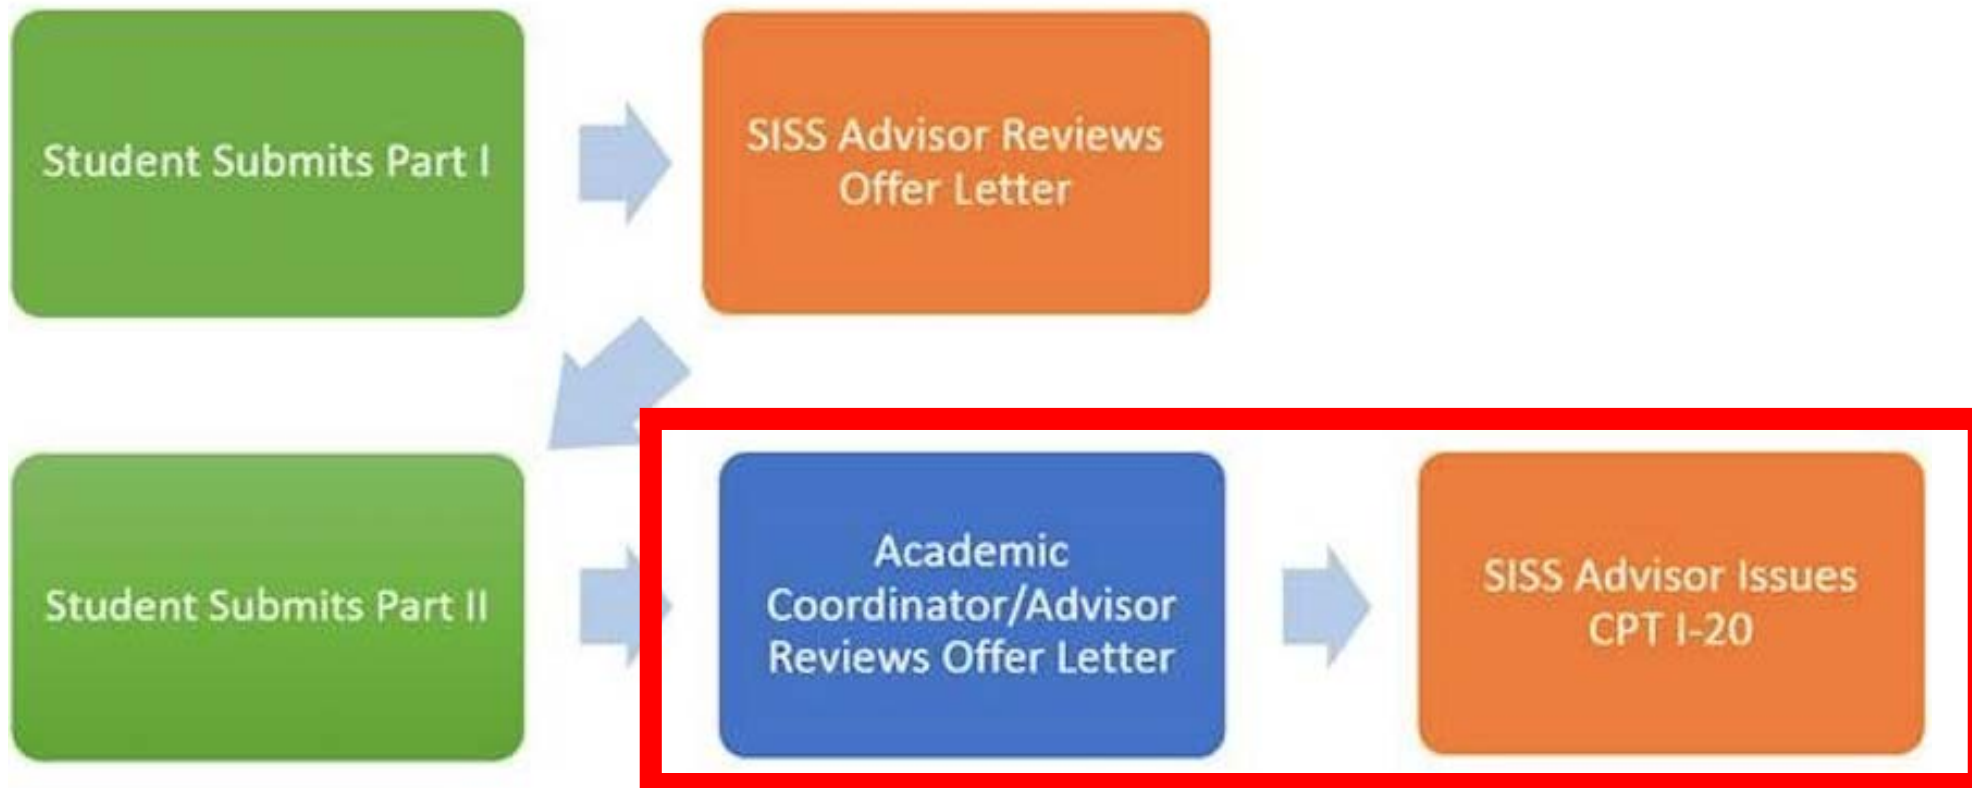 Student Submits Part I
SISS Advisor Reviews
Offer Letter
Student Submits Part II
Academic
Coordinator/Advisor
Reviews Offer Letter
SISS Advisor Issues
CPT I-20